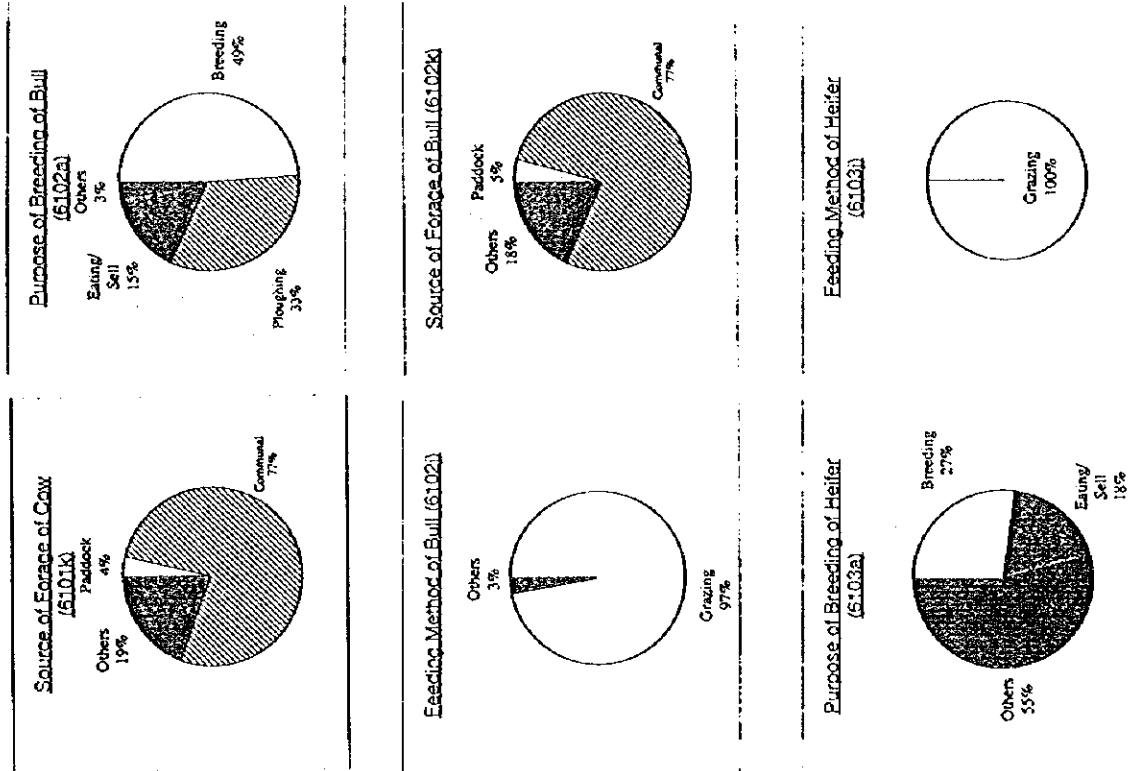 Source of Forage of Cow
(6101k)
Paddock
4%
Others
19%
Communal
77%
Purpose of Breeding of Bull
(6102a)
Others
3%
Eating/
Sell
15%
Breeding
49%
Ploughing
33%
Feeding Method of Bull (6102j)
Others
3%
Grazing
97%
Source of Forage of Bull (6102k)
Paddock
5%
Others
18%
Communal
77%
Purpose of Breeding of Heifer
(6103a)
Breeding
27%
Eating/
Sell
18%
Others
55%
Feeding Method of Heifer
(6103j)
Grazing
100%